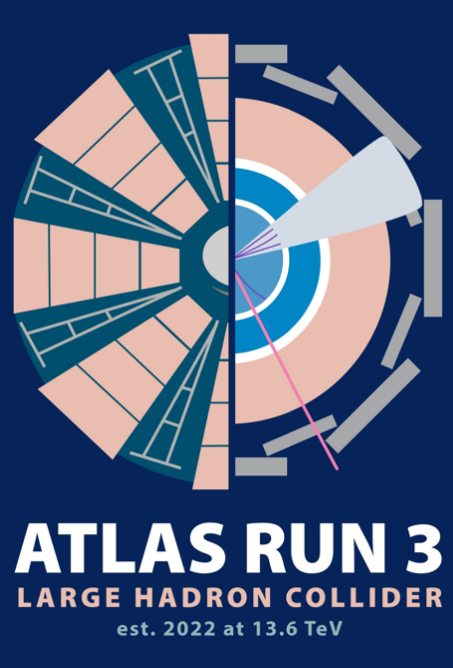 ATLAS RUN 3
LARGE HADRON COLLIDER
est. 2022 at 13.6 TeV